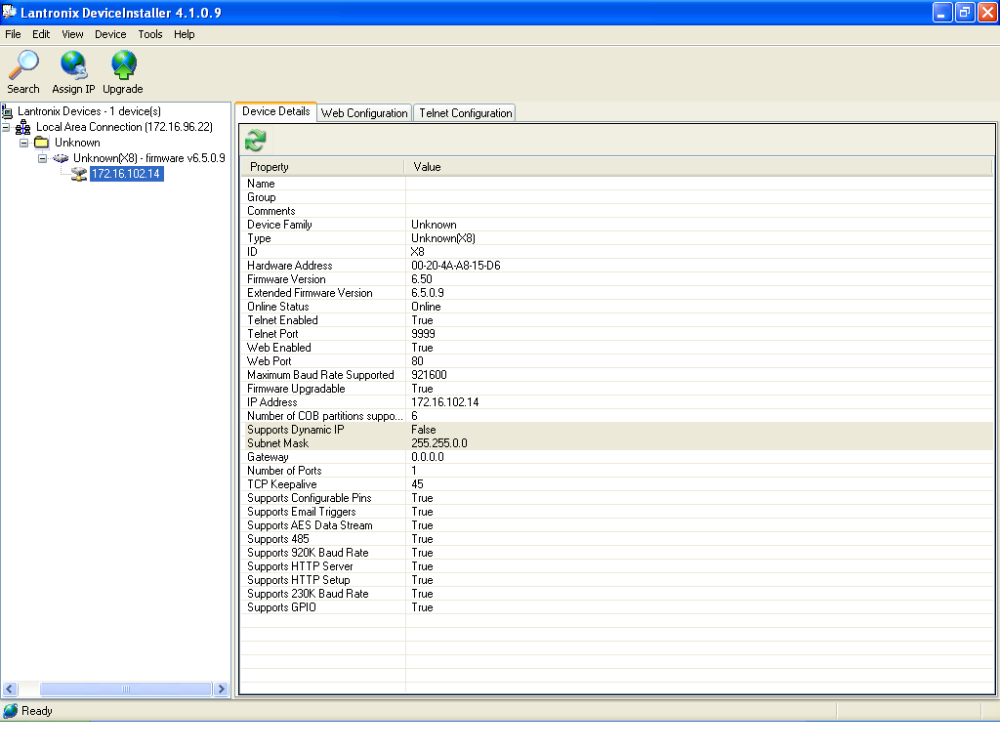 Lantronix DeviceInstaller 4.1.0.9
File Edit View Device Tools Help
Search Assign IP Upgrade
Lantronix Devices - 1 device(s)
Local Area Connection (172.16.96.22)
Unknown
Unknown(X8) - firmware v6.5.0.9
172.16.102.14
Device Details Web Configuration Telnet Configuration
Property Value
Name
Group
Comments
Device Family Unknown
Type Unknown(X8)
ID X8
Hardware Address 00-20-4A-A8-15-D6
Firmware Version 6.50
Extended Firmware Version 6.5.0.9
Online Status Online
Telnet Enabled True
Telnet Port 9999
Web Enabled True
Web Port 80
Maximum Baud Rate Supported 921600
Firmware Upgradable True
IP Address 172.16.102.14
Number of COB partitions suppo... 6
Supports Dynamic IP False
Subnet Mask 255.255.0.0
Gateway 0.0.0.0
Number of Ports 1
TCP Keepalive 45
Supports Configurable Pins True
Supports Email Triggers True
Supports AES Data Stream True
Supports 485 True
Supports 920K Baud Rate True
Supports HTTP Server True
Supports HTTP Setup True
Supports 230K Baud Rate True
Supports GPIO True
Ready